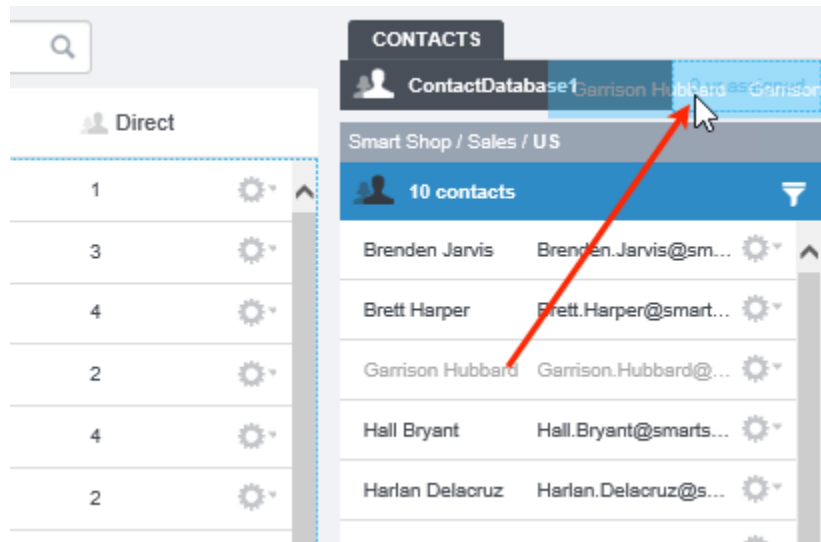 CONTACTS
ContactDatabase1
Garrison Hubbard Garrison
Direct
Smart Shop / Sales / US
1
10 contacts
3
Brenden Jarvis Brenden.Jarvis@sm...
4
Brett Harper Brett.Harper@smart...
2
Garrison Hubbard Garrison.Hubbard@...
4
Hall Bryant Hall.Bryant@smarts...
2
Harlan Delacruz Harlan.Delacruz@s...